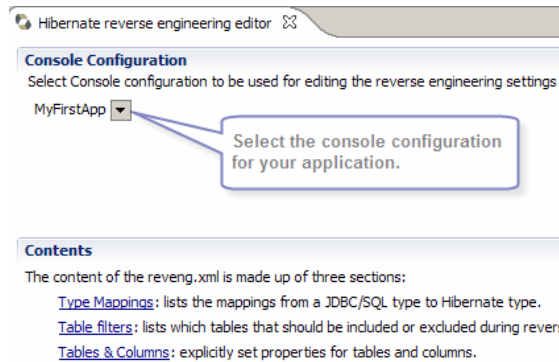 Hibernate reverse engineering editor
Console Configuration
Select Console configuration to be used for editing the reverse engineering settings
MyFirstApp
Select the console configuration
for your application.
Contents
The content of the reveng.xml is made up of three sections:
Type Mappings: lists the mappings from a JDBC/SQL type to Hibernate type.
Table filters: lists which tables that should be included or excluded during rever
Tables & Columns: explicitly set properties for tables and columns.